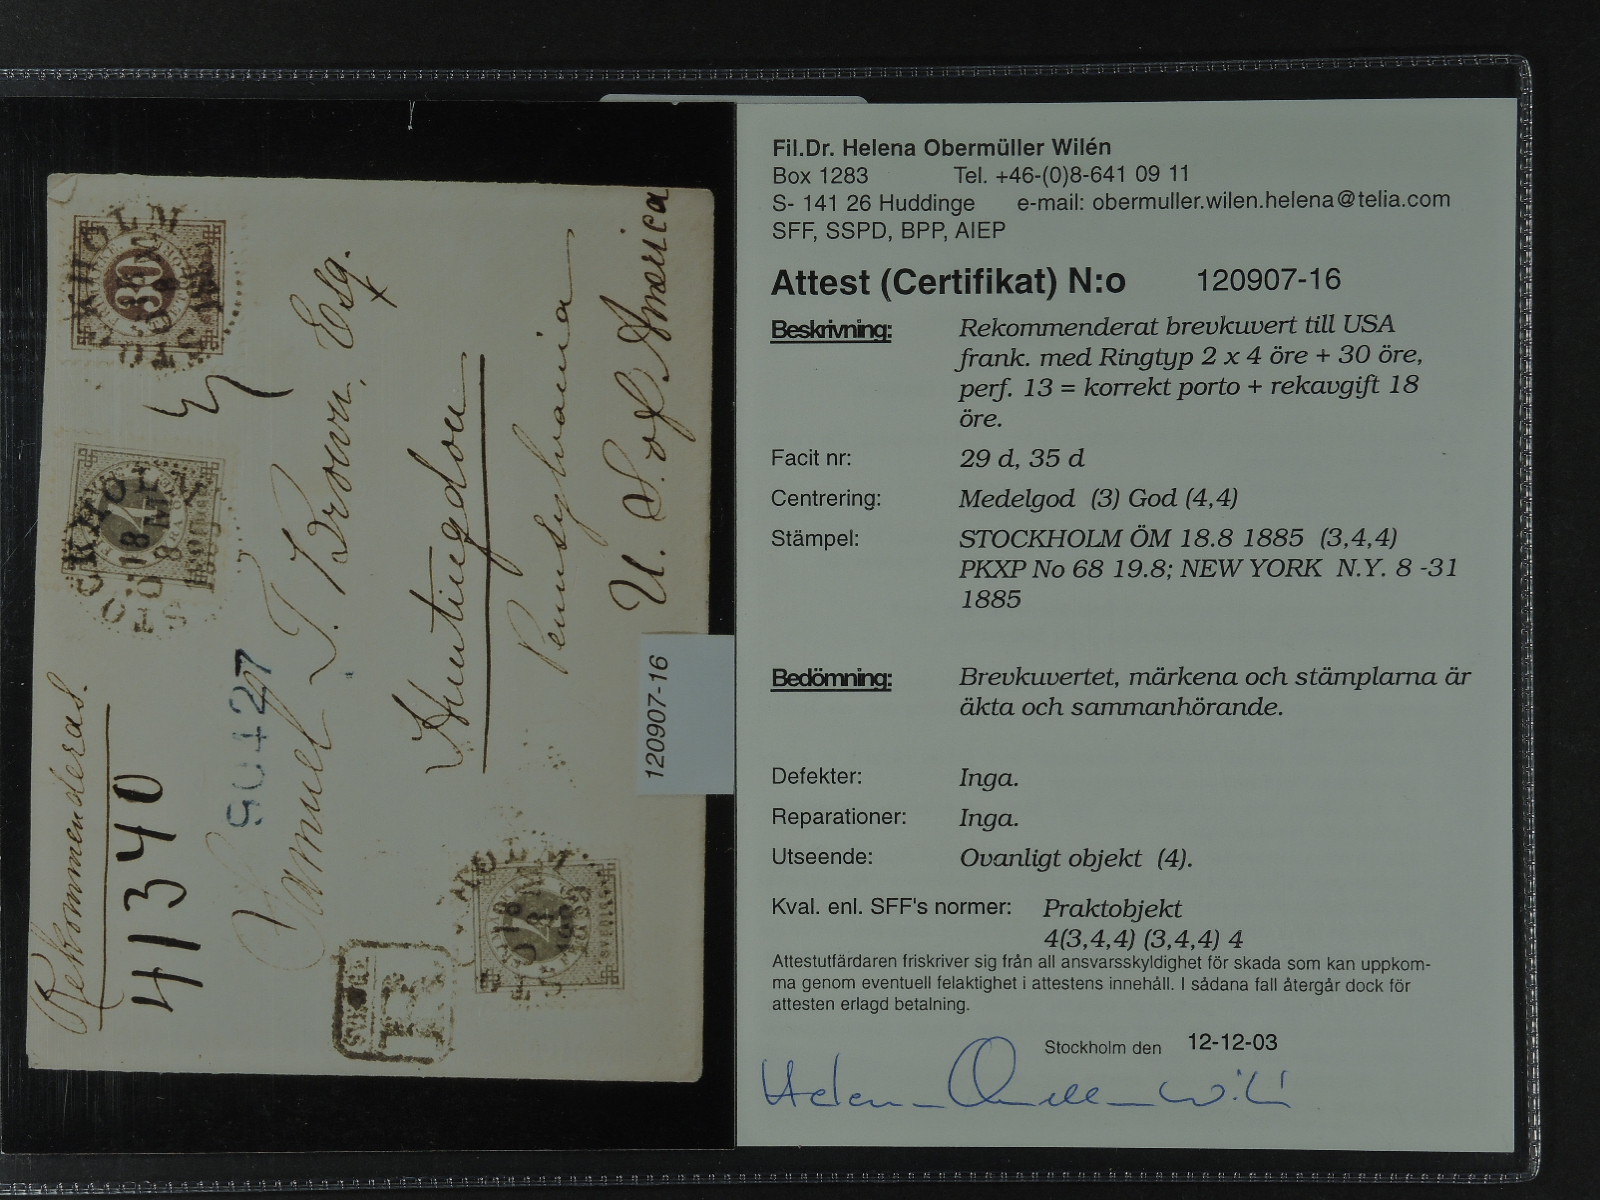 Rekommenderas.
41340
50427
Samuel T. Brown, Esq.
Huntingdon
Pennsylvania
U. S. of America
R
120907-16
Fil.Dr. Helena Obermüller Wilén
Box 1283 Tel. +46-(0)8-641 09 11
S- 141 26 Huddinge e-mail: obermuller.wilen.helena@telia.com
SFF, SSPD, BPP, AIEP
Attest (Certifikat) N:o 120907-16
Beskrivning: Rekommenderat brevkuvert till USA
frank. med Ringtyp 2 x 4 öre + 30 öre,
perf. 13 = korrekt porto + rekavgift 18
öre.
Facit nr: 29 d, 35 d
Centrering: Medelgod (3) God (4,4)
Stämpel: STOCKHOLM ÖM 18.8 1885 (3,4,4)
PKXP No 68 19.8; NEW YORK N.Y. 8 -31
1885
Bedömning: Brevkuvertet, märkena och stämplarna är
äkta och sammanhörande.
Defekter: Inga.
Reparationer: Inga.
Utseende: Ovanligt objekt (4).
Kval. enl. SFF's normer: Praktobjekt
4(3,4,4) (3,4,4) 4
Attestutfärdaren friskriver sig från all ansvarsskyldighet för skada som kan uppkom-
ma genom eventuell felaktighet i attestens innehåll. I sådana fall återgår dock för
attesten erlagd betalning.
Stockholm den 12-12-03